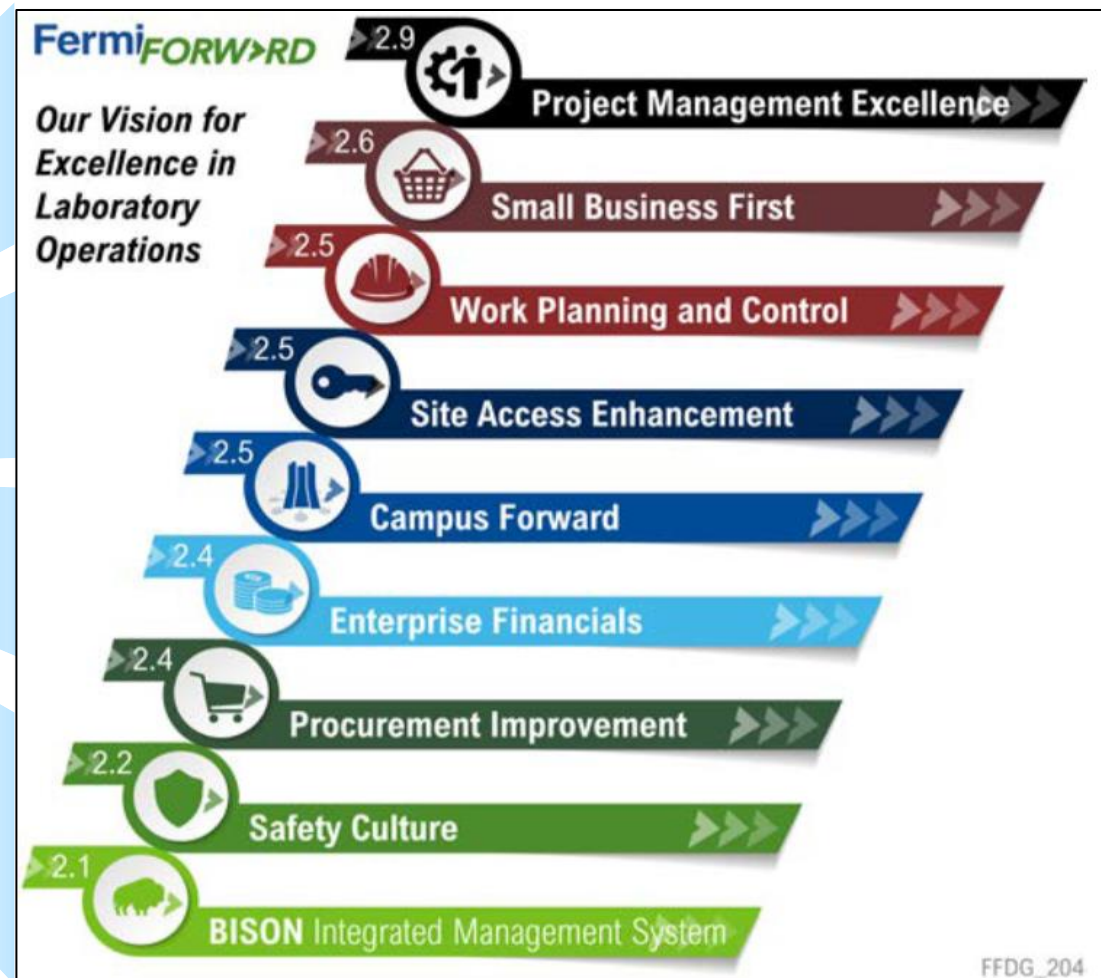 FermiFORWARD
Our Vision for
Excellence in
Laboratory
Operations
2.9
Project Management Excellence
2.6
Small Business First
2.5
Work Planning and Control
2.5
Site Access Enhancement
2.5
Campus Forward
2.4
Enterprise Financials
2.4
Procurement Improvement
2.2
Safety Culture
2.1
BISON Integrated Management System
FFDG_204